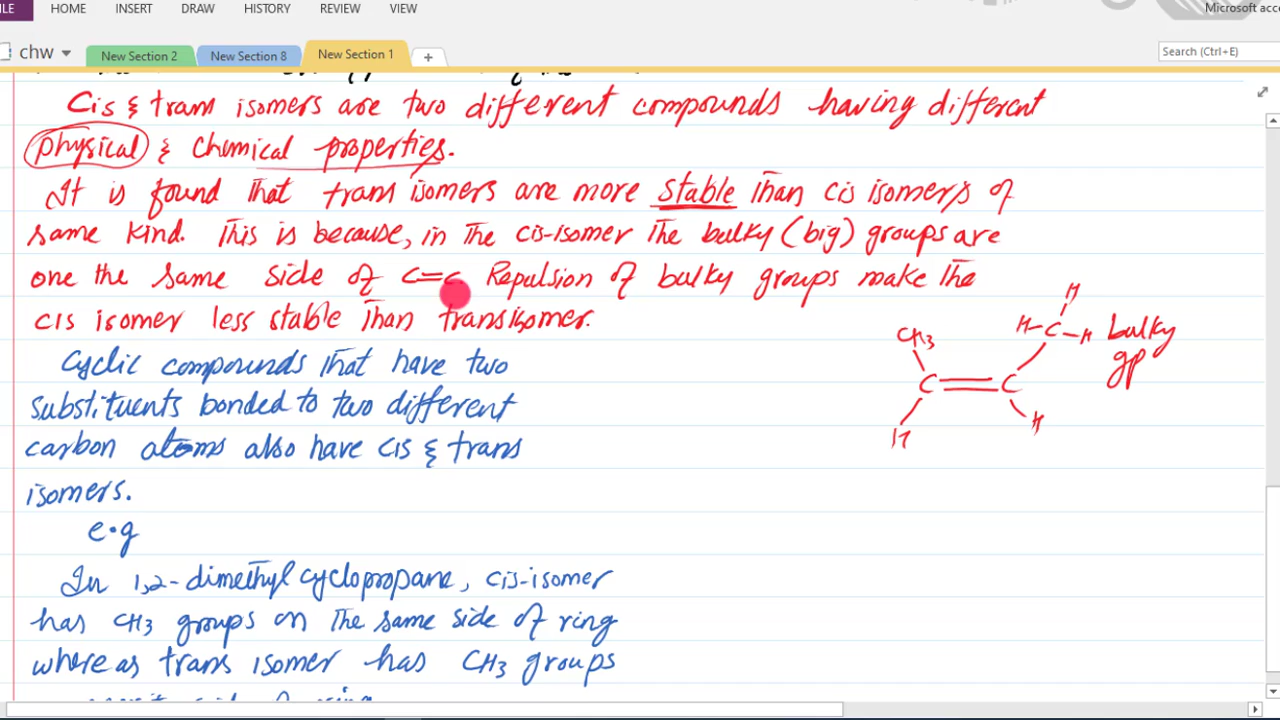 HOME INSERT DRAW HISTORY REVIEW VIEW
Microsoft acc
chw New Section 2 New Section 8 New Section 1 + Search (Ctrl+E)
Cis & trans isomers are two different compounds having different
physical & chemical properties.
It is found that trans isomers are more stable than cis isomers of
same kind. This is because, in the cis-isomer the bulky (big) groups are
one the same side of C=C. Repulsion of bulky groups make the
cis isomer less stable than trans isomer.
Cyclic compounds that have two
substituents bonded to two different
carbon atoms also have cis & trans
isomers.
e.g
In 1,2-dimethyl cyclopropane, cis-isomer
has CH3 groups on the same side of ring
where as trans isomer has CH3 groups
H
CH3 H-C-H bulky
gp
C=C
H H